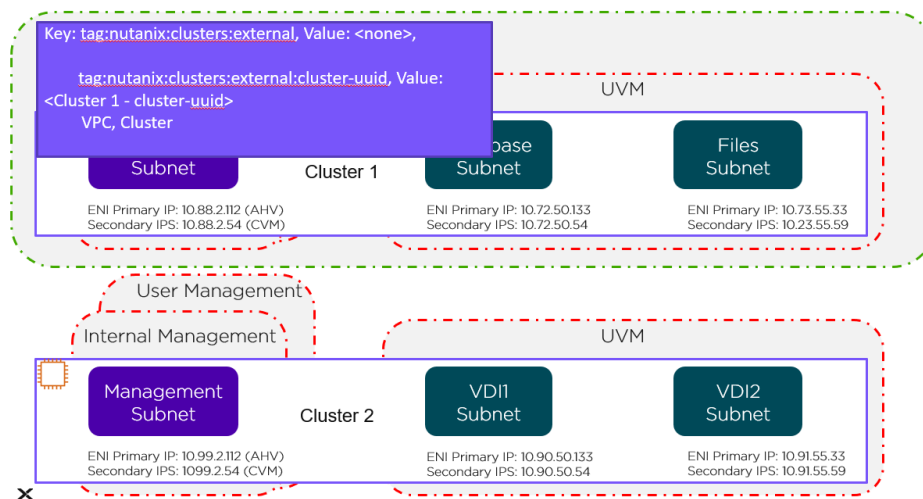 Key: tag:nutanix:clusters:external, Value: <none>,
tag:nutanix:clusters:external:cluster-uuid, Value:
<Cluster 1 - cluster-uuid>
VPC, Cluster
UVM
Subnet
Cluster 1
base
Subnet
Files
Subnet
ENI Primary IP: 10.88.2.112 (AHV)
Secondary IPS: 10.88.2.54 (CVM)
ENI Primary IP: 10.72.50.133
Secondary IPS: 10.72.50.54
ENI Primary IP: 10.73.55.33
Secondary IPS: 10.23.55.59
User Management
Internal Management
UVM
Management
Subnet
Cluster 2
VDI1
Subnet
VDI2
Subnet
ENI Primary IP: 10.99.2.112 (AHV)
Secondary IPS: 1099.2.54 (CVM)
ENI Primary IP: 10.90.50.133
Secondary IPS: 10.90.50.54
ENI Primary IP: 10.91.55.33
Secondary IPS: 10.91.55.59